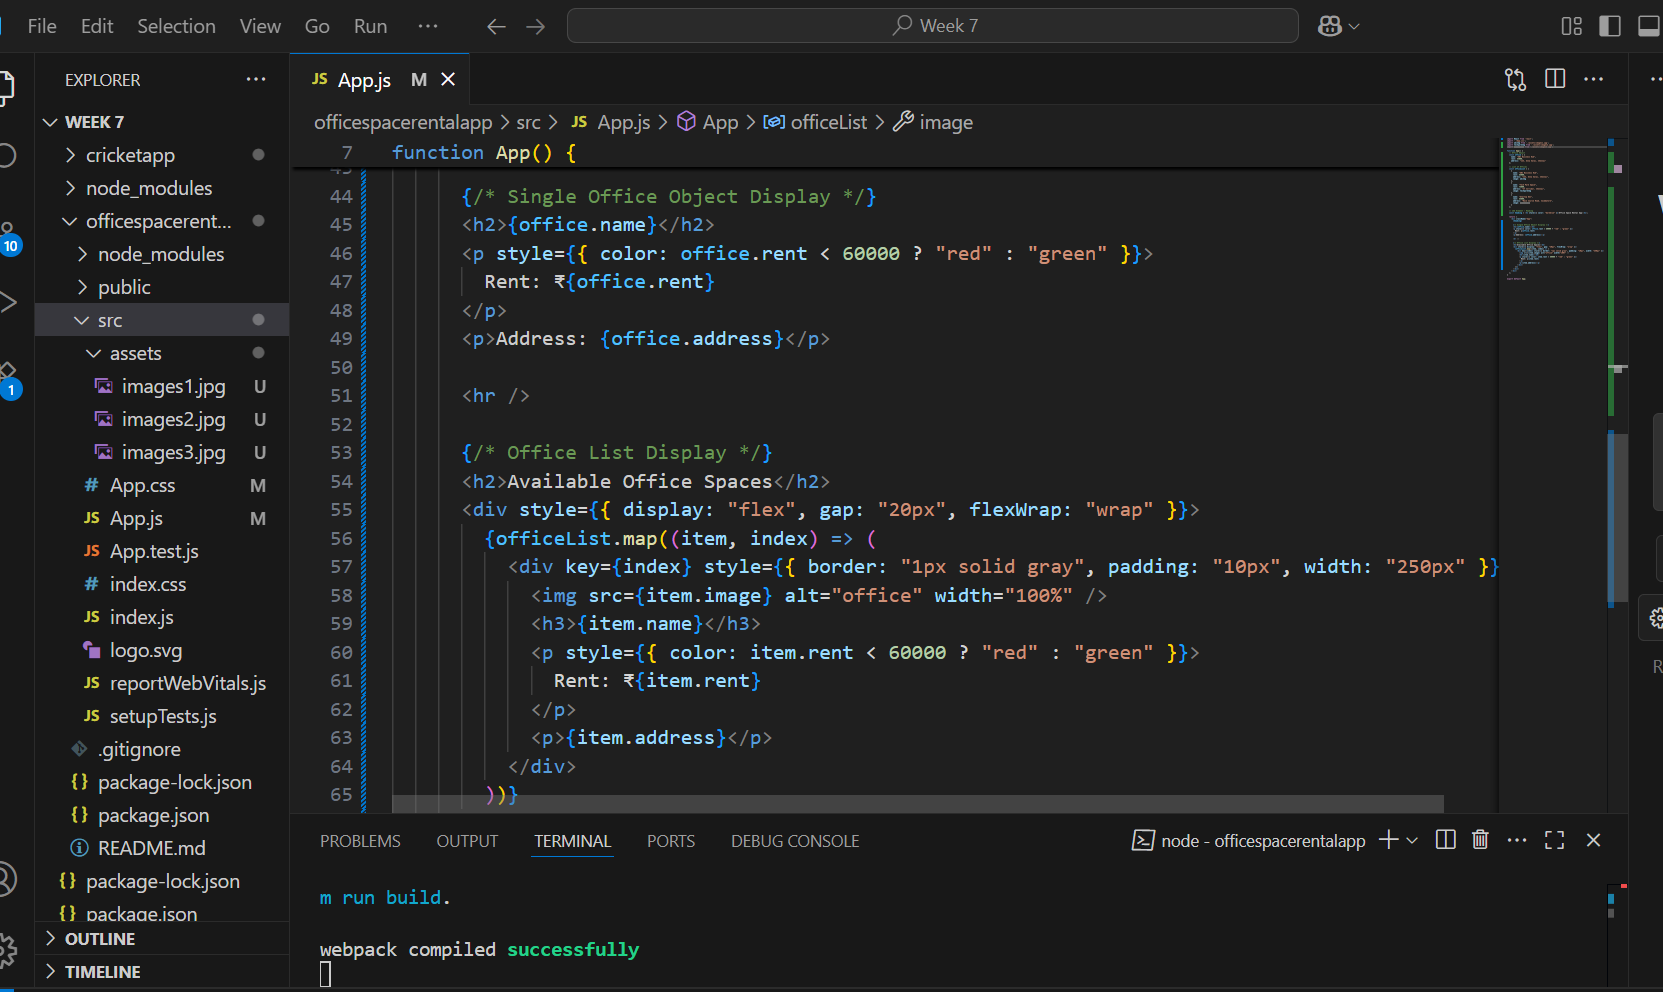 File Edit Selection View Go Run ··· Week 7
EXPLORER ···
WEEK 7
cricketapp
node_modules
officespacerent...
node_modules
public
src
assets
images1.jpg U
images2.jpg U
images3.jpg U
# App.css M
JS App.js M
JS App.test.js
# index.css
JS index.js
logo.svg
JS reportWebVitals.js
JS setupTests.js
.gitignore
{} package-lock.json
{} package.json
README.md
{} package-lock.json
{} package.json
OUTLINE
TIMELINE
10
1
JS App.js M
officespacerentalapp > src > JS App.js > App > officeList > image
7 function App() {
44 {/* Single Office Object Display */}
45 <h2>{office.name}</h2>
46 <p style={{ color: office.rent < 60000 ? "red" : "green" }}>
47 Rent: ₹{office.rent}
48 </p>
49 <p>Address: {office.address}</p>
50
51 <hr />
52
53 {/* Office List Display */}
54 <h2>Available Office Spaces</h2>
55 <div style={{ display: "flex", gap: "20px", flexWrap: "wrap" }}>
56 {officeList.map((item, index) => (
57 <div key={index} style={{ border: "1px solid gray", padding: "10px", width: "250px" }}
58 <img src={item.image} alt="office" width="100%" />
59 <h3>{item.name}</h3>
60 <p style={{ color: item.rent < 60000 ? "red" : "green" }}>
61 Rent: ₹{item.rent}
62 </p>
63 <p>{item.address}</p>
64 </div>
65 ))}
PROBLEMS OUTPUT TERMINAL PORTS DEBUG CONSOLE node - officespacerentalapp
m run build.
webpack compiled successfully